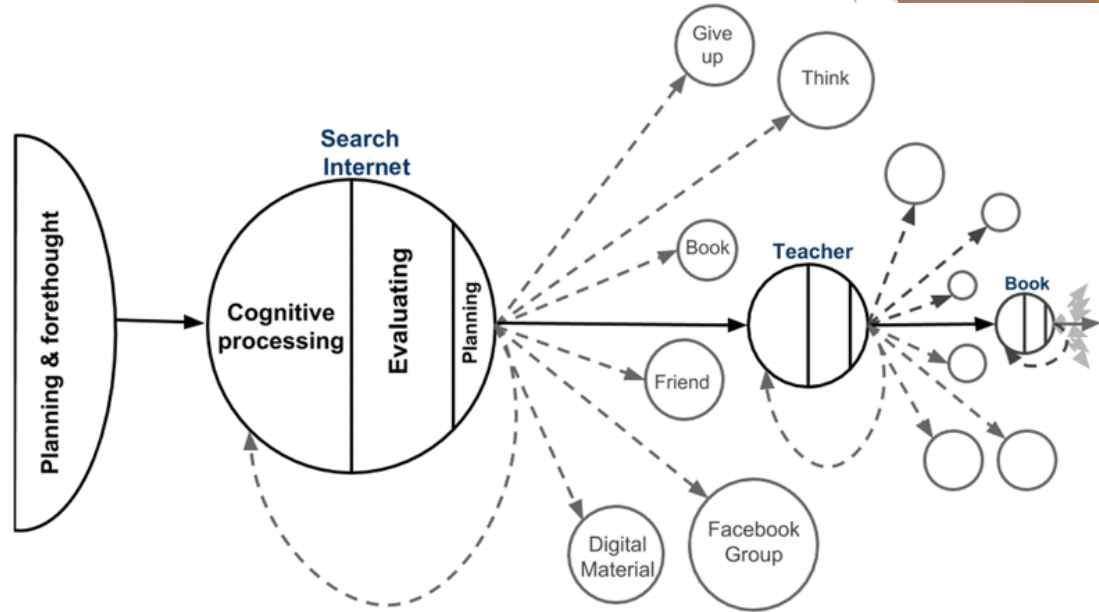 Planning & forethought
Search
Internet
Cognitive
processing
Evaluating
Planning
Give
up
Think
Book
Friend
Digital
Material
Facebook
Group
Teacher
Book